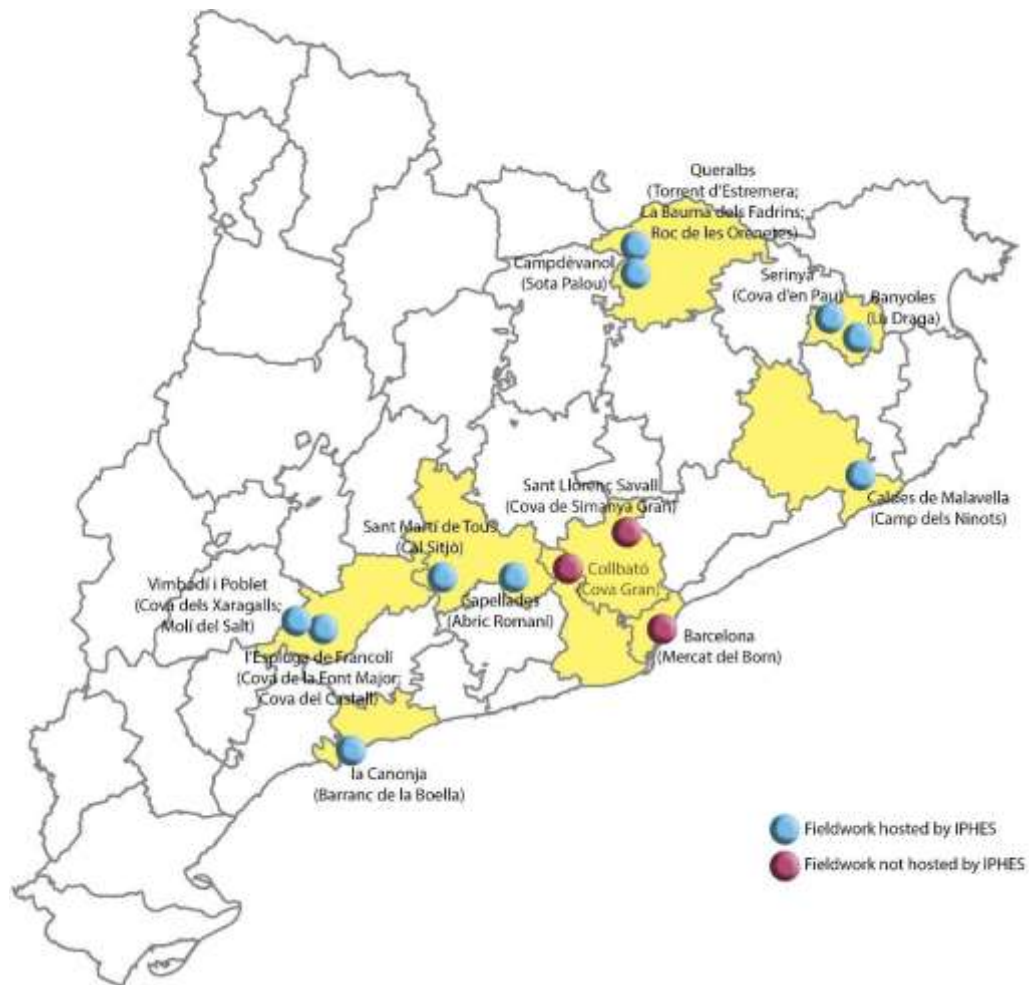 Queralbs
(Torrent d'Estremera;
La Bauma dels Fadrins;
Roc de les Orenetes)
Campdèvanol
(Sota Palou)
Serinyà
(Cova d'en Pau)
Banyoles
(La Draga)
Caldes de Malavella
(Camp dels Ninots)
Sant Llorenç Savall
(Cova de Simanya Gran)
Sant Martí de Tous
(Cal Sitjo)
Collbató
(Cova Gran)
Capellades
(Abric Romaní)
Vimbodí i Poblet
(Cova dels Xaragalls;
Molí del Salt)
Barcelona
(Mercat del Born)
l'Espluga de Francolí
(Cova de la Font Major;
Cova del Castell)
la Canonja
(Barranc de la Boella)
Fieldwork hosted by IPHES
Fieldwork not hosted by IPHES